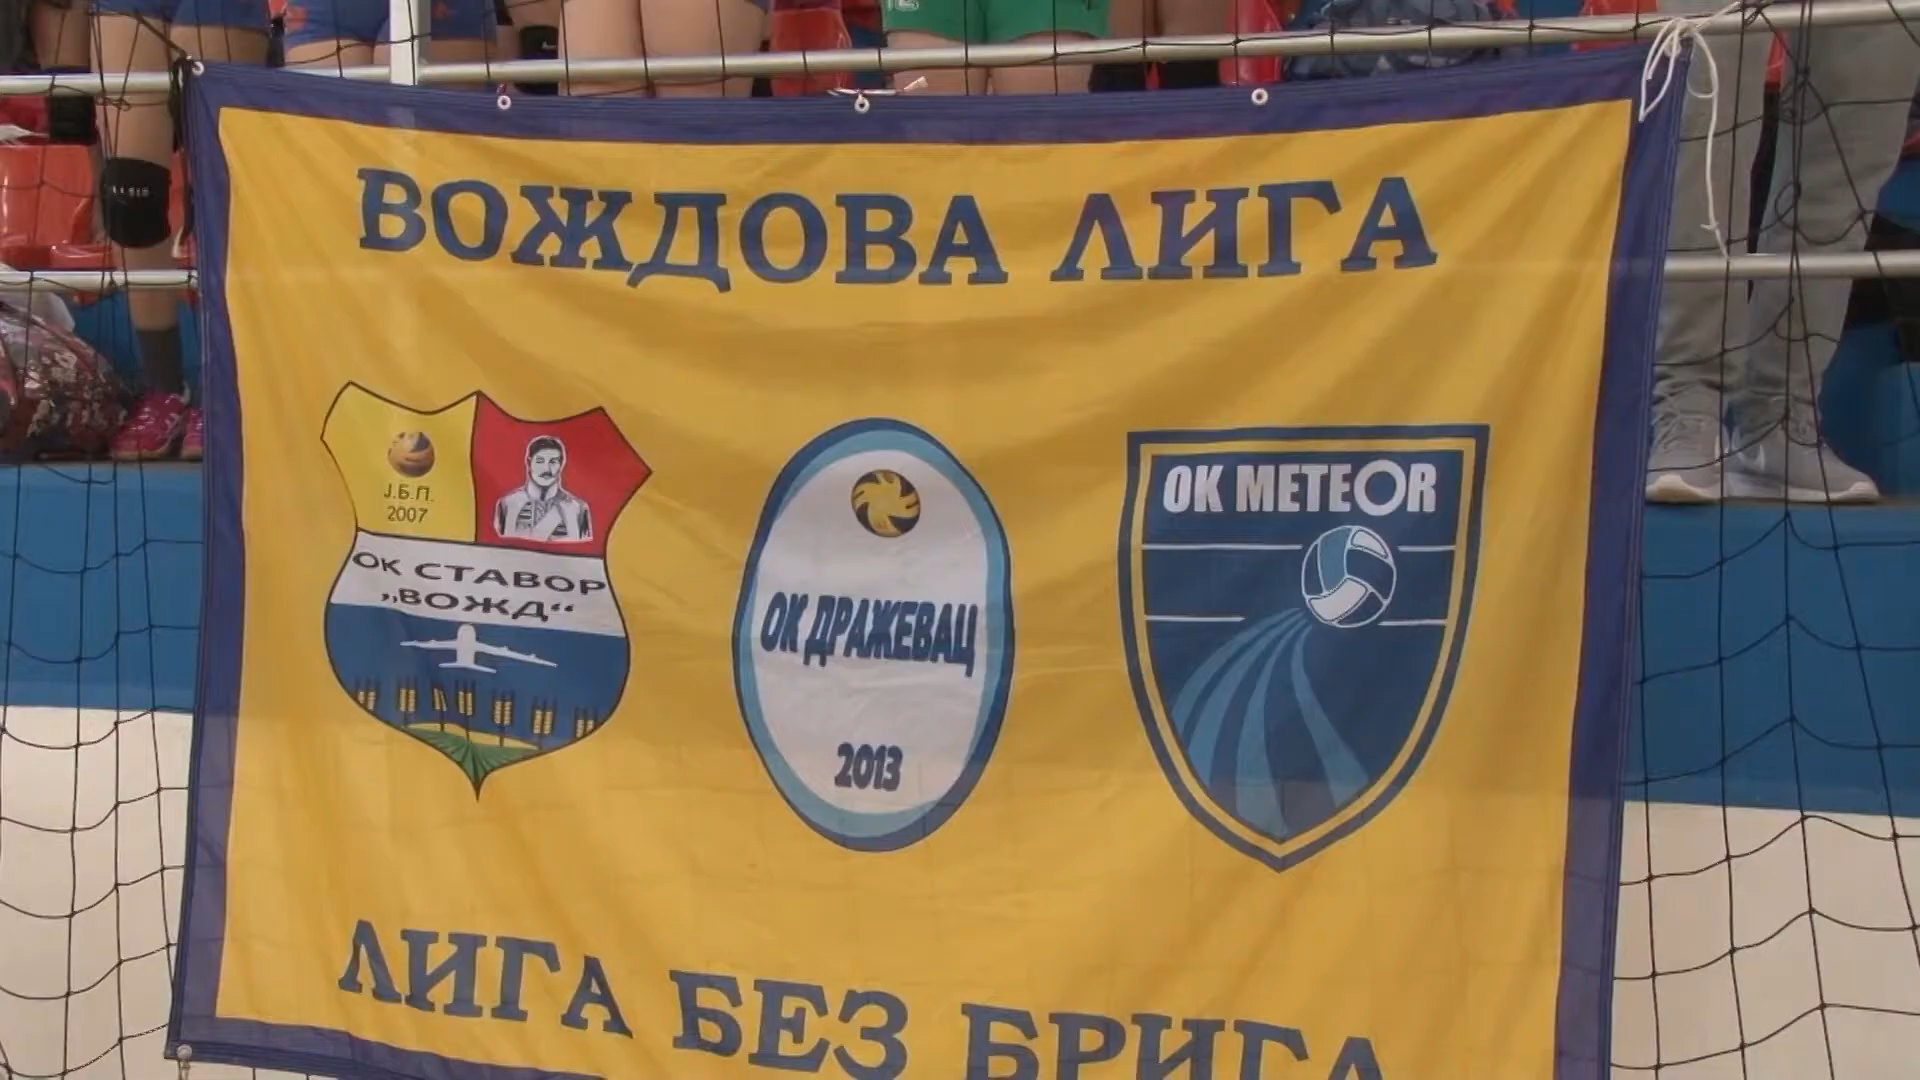 ВОЖДОВА ЛИГА
Ј.Б.П.
2007
ОК СТАВОР
„ВОЖД“
ОК ДРАЖЕВАЦ
2013
OK METEOR
ЛИГА БЕЗ БРИГА